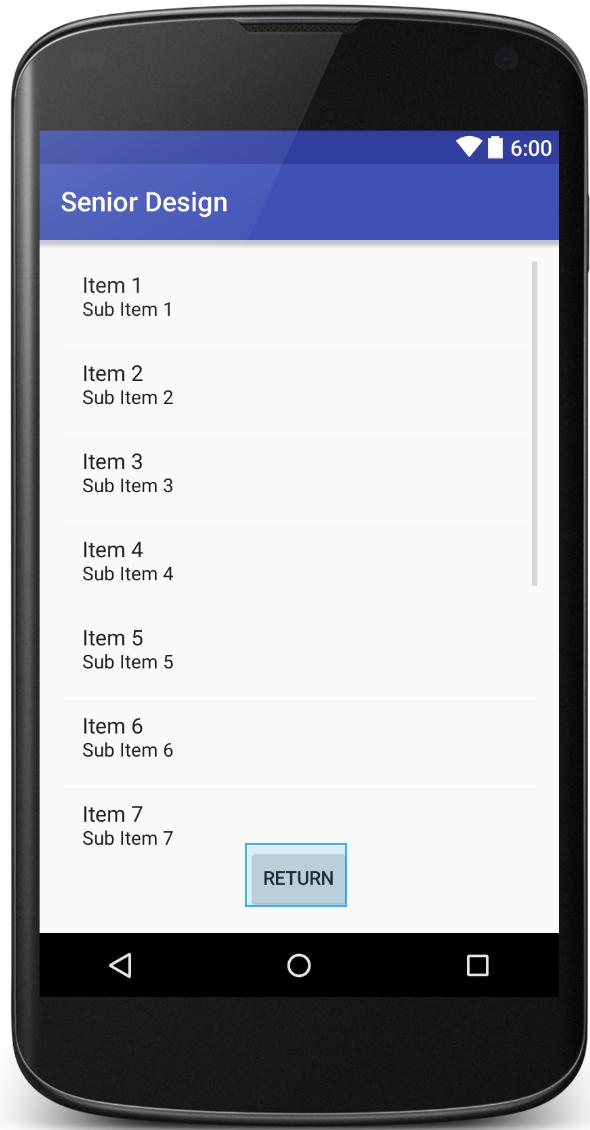 6:00
Senior Design
Item 1
Sub Item 1
Item 2
Sub Item 2
Item 3
Sub Item 3
Item 4
Sub Item 4
Item 5
Sub Item 5
Item 6
Sub Item 6
Item 7
Sub Item 7
RETURN